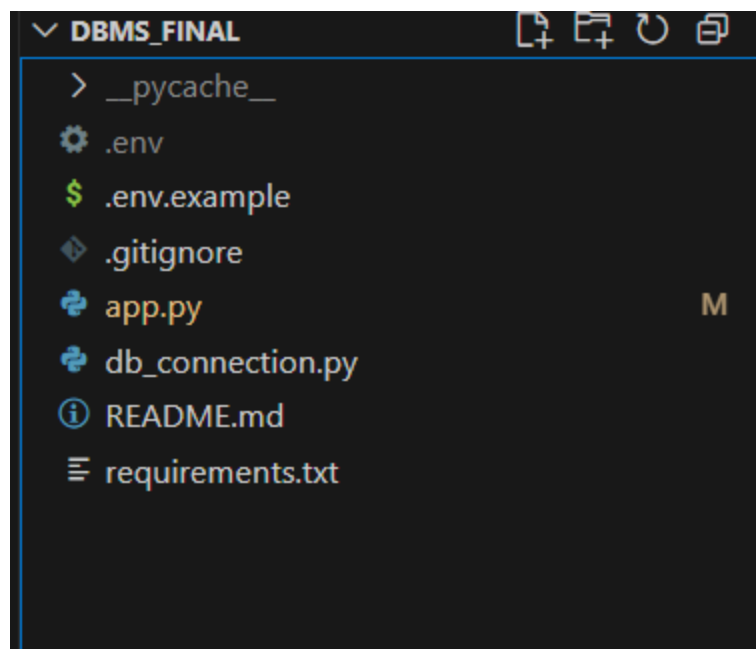 DBMS_FINAL
__pycache__
.env
$ .env.example
.gitignore
app.py M
db_connection.py
README.md
requirements.txt